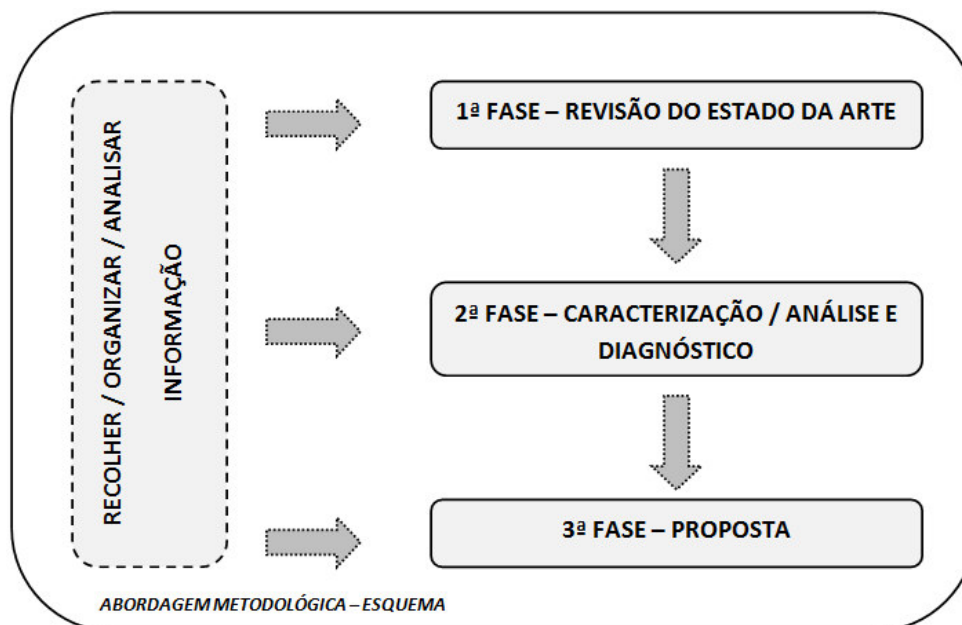 RECOLHER / ORGANIZAR / ANALISAR
INFORMAÇÃO
1ª FASE – REVISÃO DO ESTADO DA ARTE
2ª FASE – CARACTERIZAÇÃO / ANÁLISE E
DIAGNÓSTICO
3ª FASE – PROPOSTA
ABORDAGEM METODOLÓGICA – ESQUEMA